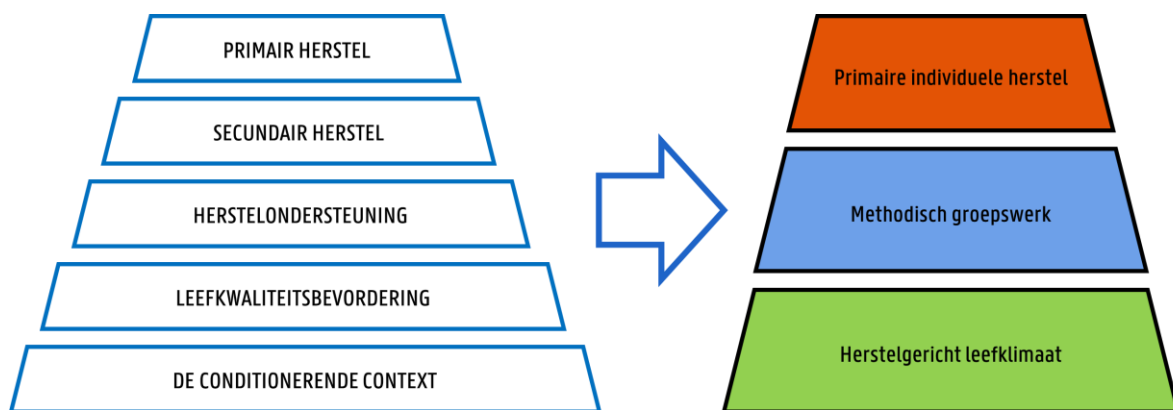 PRIMAIR HERSTEL
SECUNDAIR HERSTEL
HERSTELONDERSTEUNING
LEEFKWALITEITSBEVORDERING
DE CONDITIONERENDE CONTEXT
Primaire individuele herstel
Methodisch groepswerk
Herstelgericht leefklimaat